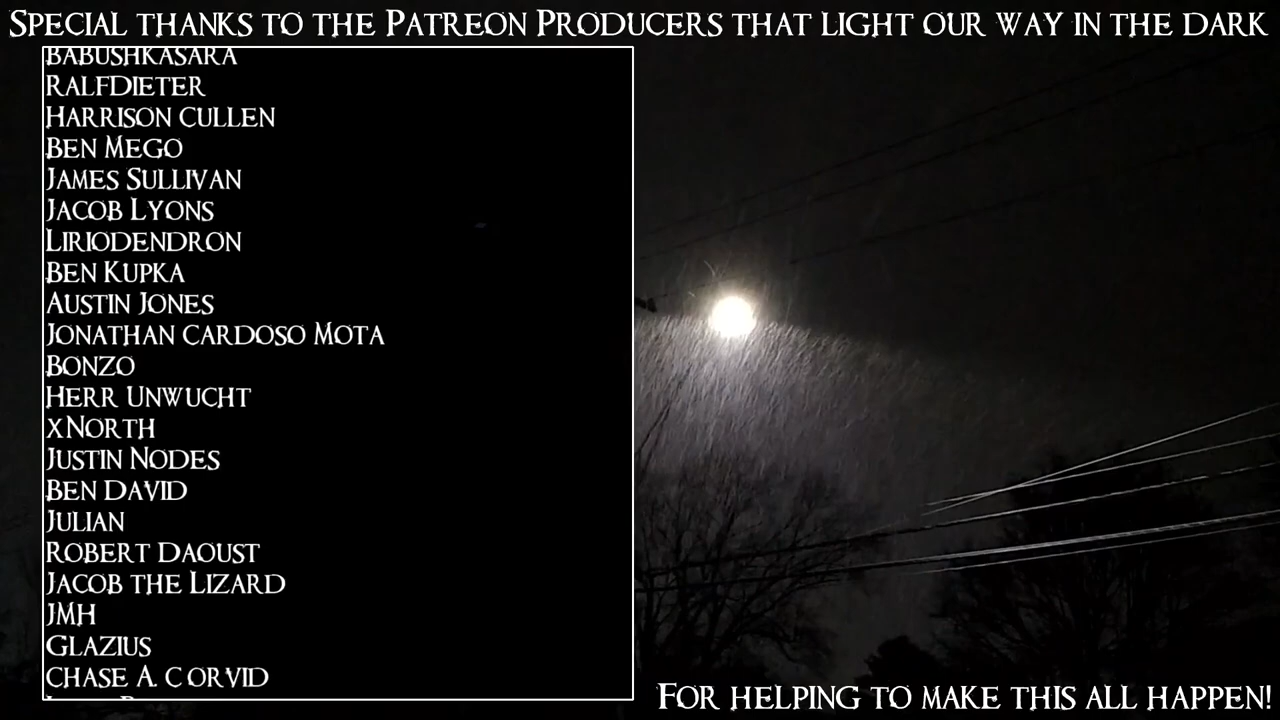 Special thanks to the Patreon Producers that light our way in the dark
BABUSHKASARA
RalfDieter
Harrison Cullen
Ben Mego
James Sullivan
Jacob Lyons
Liriodendron
Ben Kupka
Austin Jones
Jonathan Cardoso Mota
Bonzo
Herr Unwucht
xNorth
Justin Nodes
Ben David
Julian
Robert Daoust
Jacob the Lizard
JMH
Glazius
Chase A. Corvid
For helping to make this all happen!